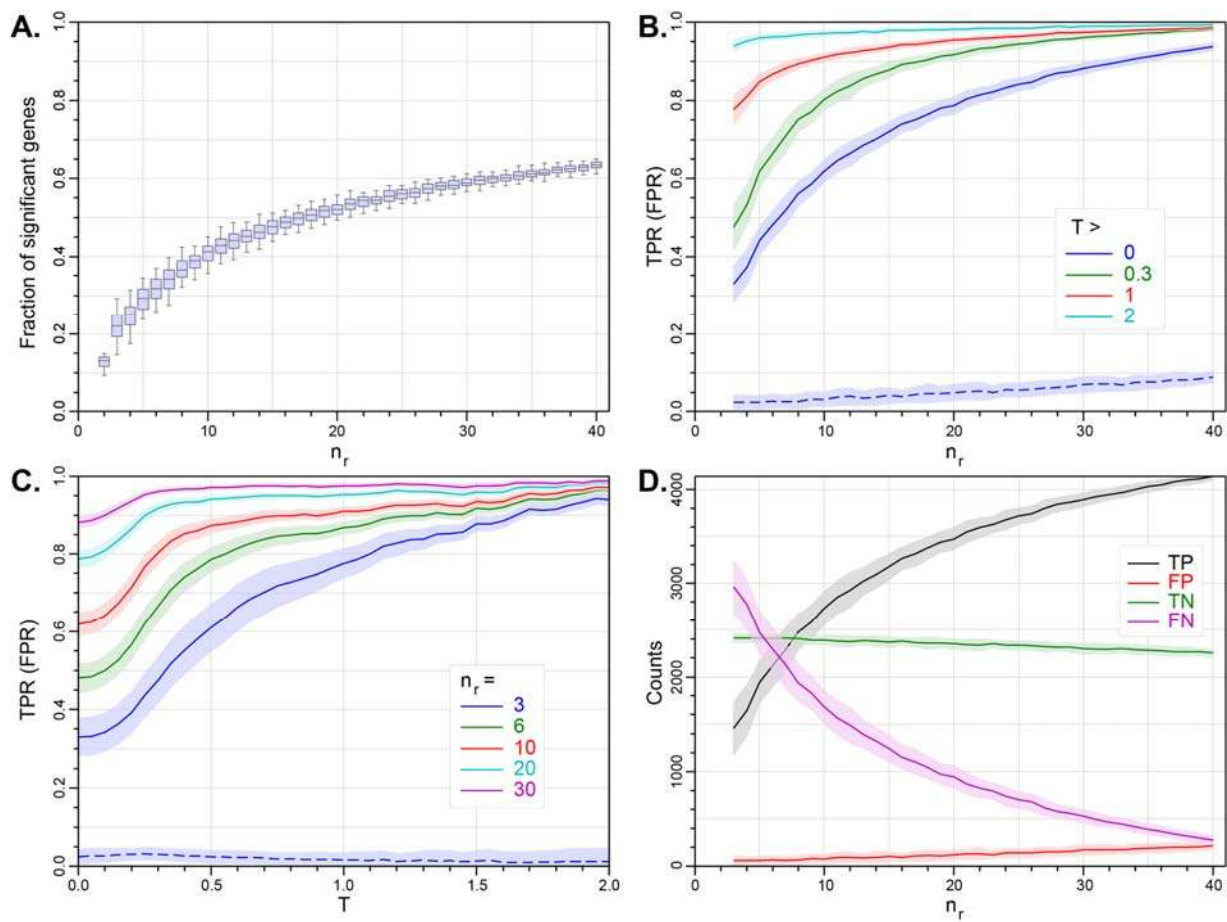 A.
Fraction of significant genes
0.0 0.2 0.4 0.6 0.8 1.0
0 10 20 30 40
n_r
B.
TPR (FPR)
0.0 0.2 0.4 0.6 0.8 1.0
T >
0
0.3
1
2
0 10 20 30 40
n_r
C.
TPR (FPR)
0.0 0.2 0.4 0.6 0.8 1.0
n_r =
3
6
10
20
30
0.0 0.5 1.0 1.5 2.0
T
D.
Counts
0 1000 2000 3000 4000
TP
FP
TN
FN
0 10 20 30 40
n_r